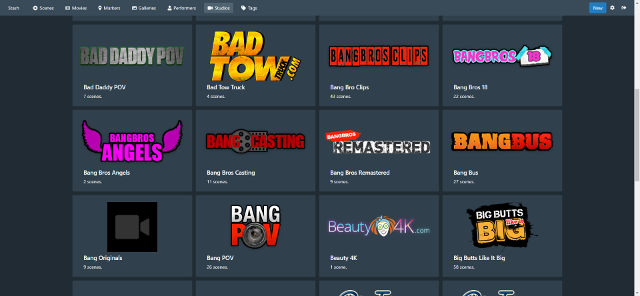 Stash
Scenes
Movies
Markers
Galleries
Performers
Studios
Tags
New
BAD DADDY POV
Bad Daddy POV
7 scenes.
BAD
TOW
TRUCK
.COM
Bad Tow Truck
4 scenes.
BANGBROS CLIPS
Bang Bro Clips
43 scenes.
BANGBROS 18
Bang Bros 18
22 scenes.
BANGBROS
ANGELS
Bang Bros Angels
2 scenes.
BANG CASTING
Bang Bros Casting
11 scenes.
BANGBROS
REMASTERED
Bang Bros Remastered
9 scenes.
BANGBUS
Bang Bus
27 scenes.
Bang Originals
9 scenes.
BANG
POV
Bang POV
26 scenes.
Beauty 4K.com
Beauty 4K
1 scene.
BIG BUTTS
LIKE IT
BIG
Big Butts Like It Big
58 scenes.